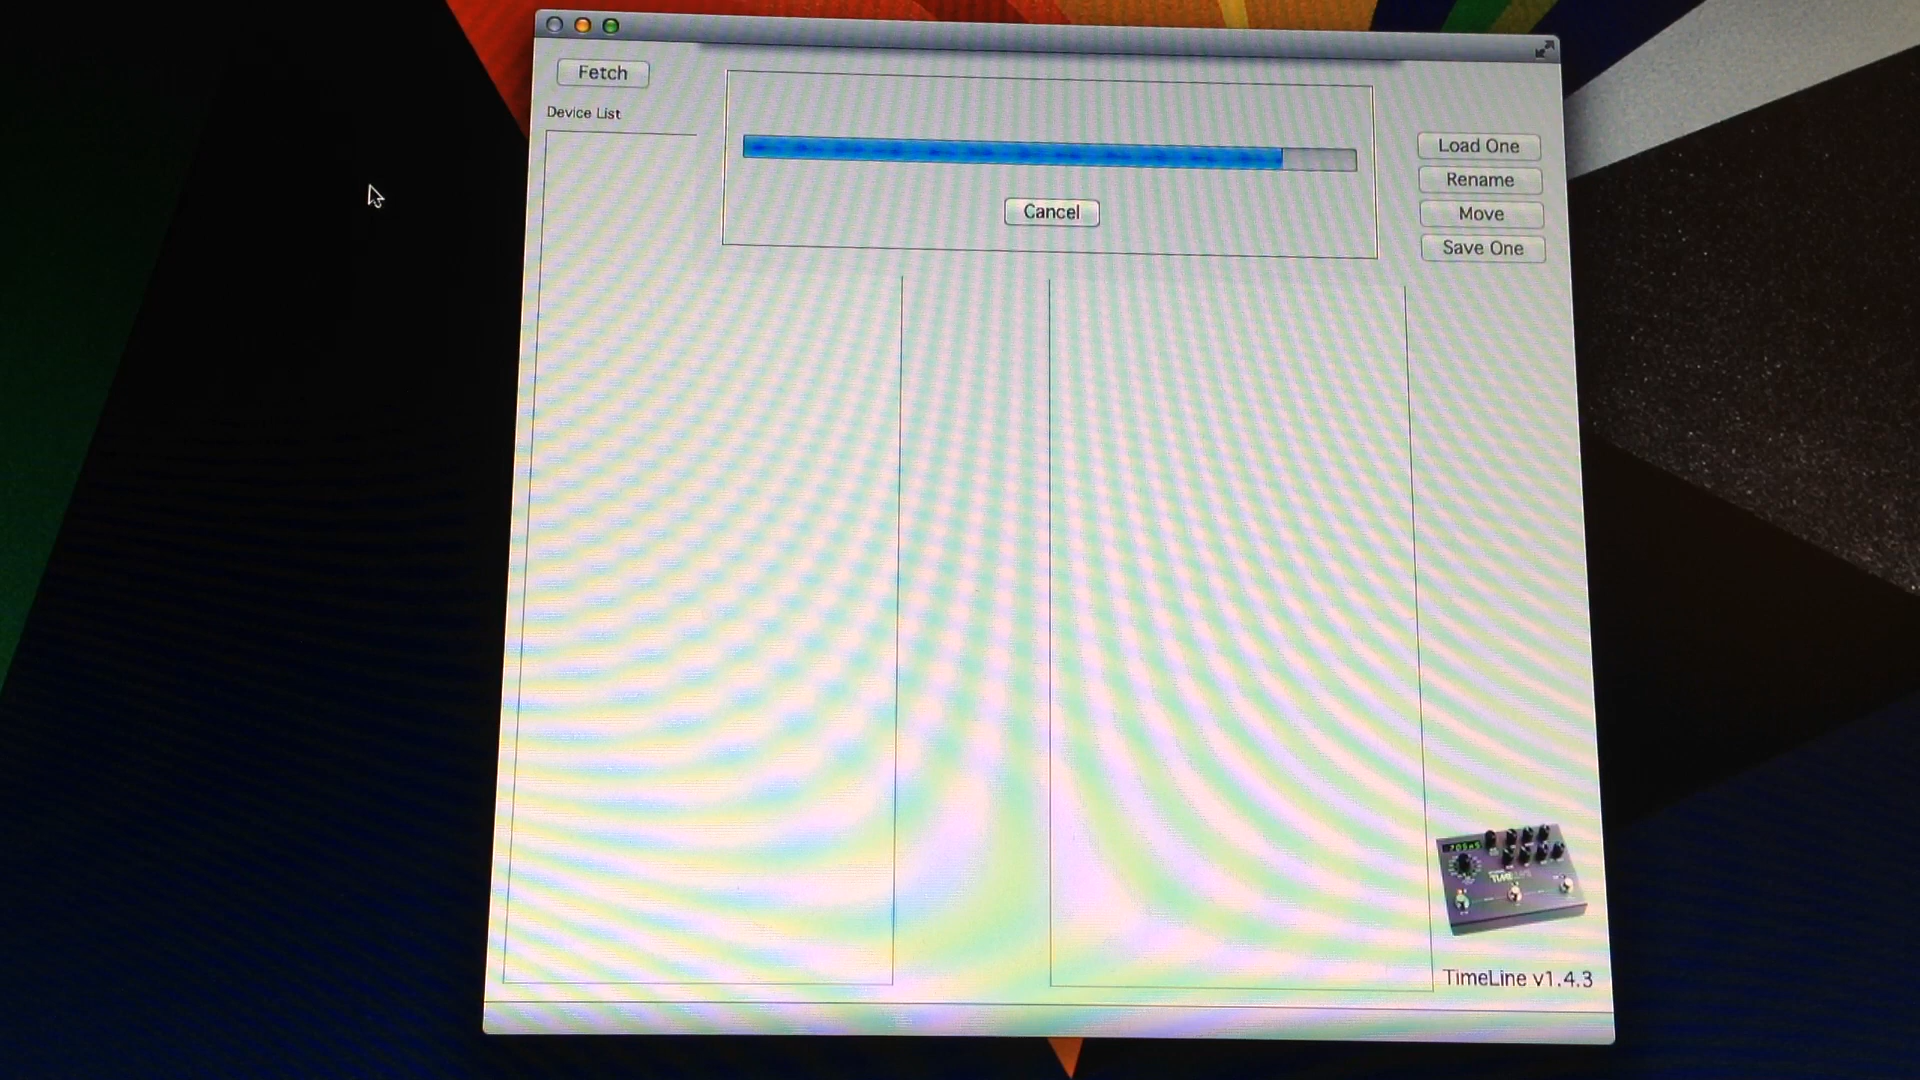 Fetch
Device List
Cancel
Load One
Rename
Move
Save One
TimeLine v1.4.3